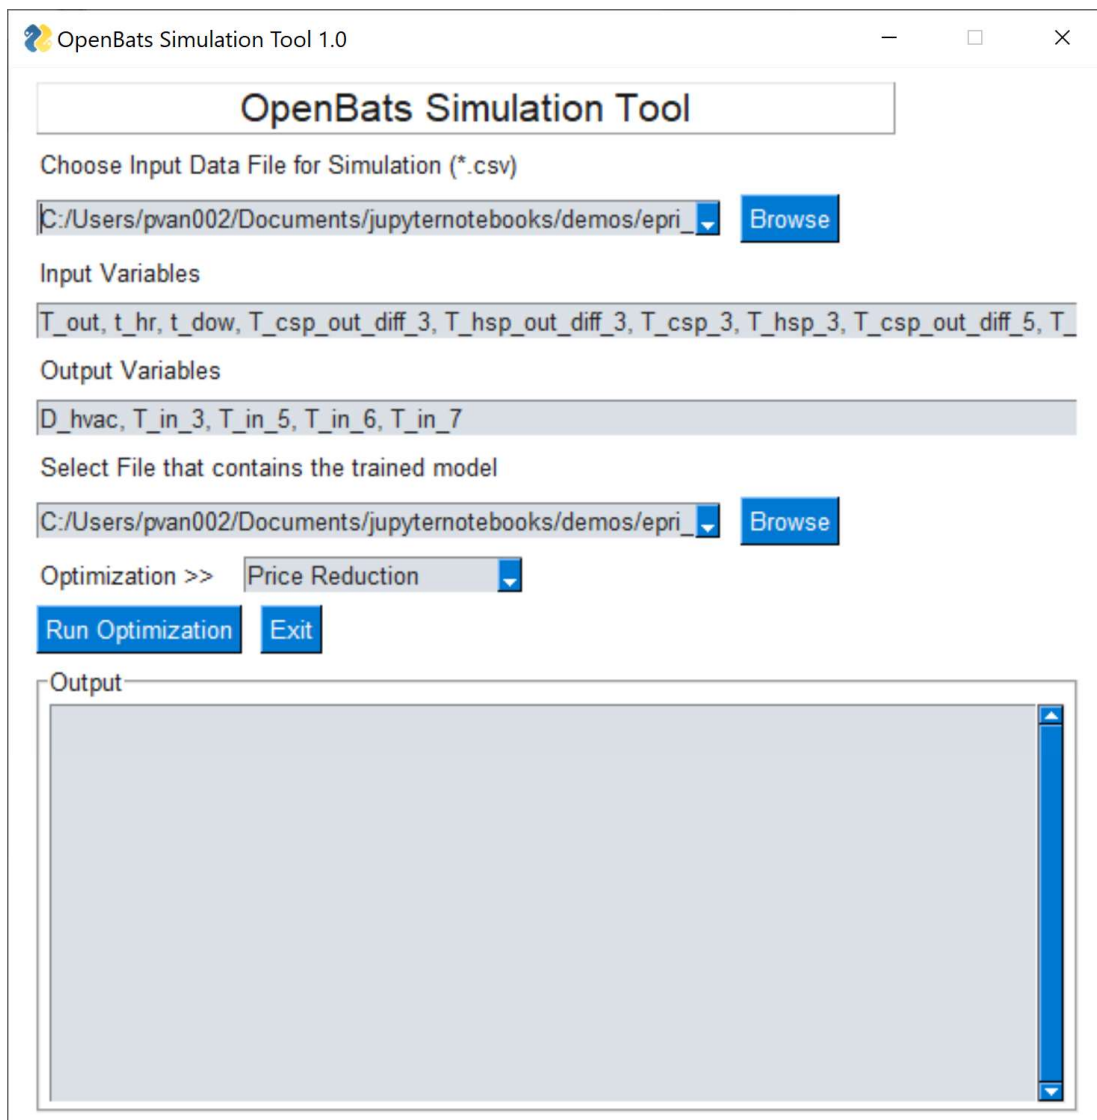 OpenBats Simulation Tool 1.0
OpenBats Simulation Tool
Choose Input Data File for Simulation (*.csv)
C:/Users/pvan002/Documents/jupyternotebooks/demos/epri_ Browse
Input Variables
T_out, t_hr, t_dow, T_csp_out_diff_3, T_hsp_out_diff_3, T_csp_3, T_hsp_3, T_csp_out_diff_5, T_
Output Variables
D_hvac, T_in_3, T_in_5, T_in_6, T_in_7
Select File that contains the trained model
C:/Users/pvan002/Documents/jupyternotebooks/demos/epri_ Browse
Optimization >> Price Reduction
Run Optimization Exit
Output